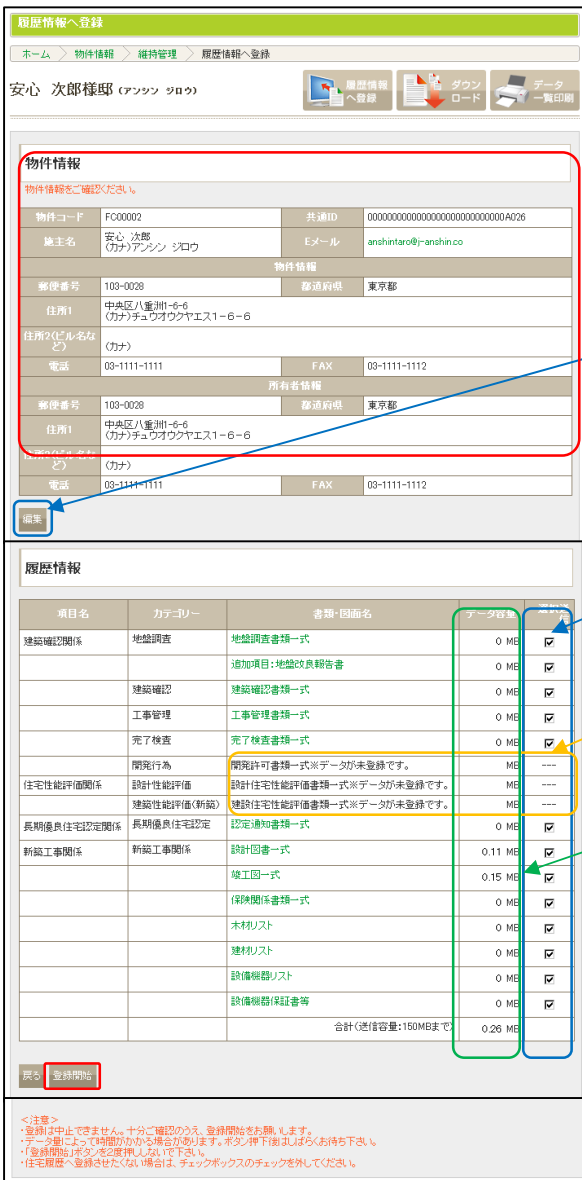 履歴情報へ登録
ホーム 物件情報 維持管理 履歴情報へ登録
安心 次郎様邸 (アンシン ジロウ)
履歴情報へ登録 ダウンロード データ一覧印刷
物件情報
物件情報をご確認ください。
物件コード FC00002 共通ID 0000000000000000000000000000A026
施主名 安心 次郎
(カナ)アンシン ジロウ Eメール anshintaro@j-anshin.co
物件情報
郵便番号 103-0028 都道府県 東京都
住所1 中央区八重洲1-6-6
(カナ)チュウオウクヤエス1-6-6
住所2(ビル名など) (カナ)
電話 03-1111-1111 FAX 03-1111-1112
所有者情報
郵便番号 103-0028 都道府県 東京都
住所1 中央区八重洲1-6-6
(カナ)チュウオウクヤエス1-6-6
住所2(ビル名など) (カナ)
電話 03-1111-1111 FAX 03-1111-1112
編集
履歴情報
項目名 カテゴリー 書類・図面名 データ容量
建築確認関係 地盤調査 地盤調査書類一式 0 MB
追加項目:地盤改良報告書 0 MB
建築確認 建築確認書類一式 0 MB
工事管理 工事管理書類一式 0 MB
完了検査 完了検査書類一式 0 MB
開発行為 開発許可書類一式※データが未登録です。 MB ---
住宅性能評価関係 設計性能評価 設計住宅性能評価書類一式※データが未登録です。 MB ---
建築性能評価(新築) 建設住宅性能評価書類一式※データが未登録です。 MB ---
長期優良住宅認定関係 長期優良住宅認定 認定通知書類一式 0 MB
新築工事関係 新築工事関係 設計図書一式 0.11 MB
竣工図一式 0.15 MB
保険関係書類一式 0 MB
木材リスト 0 MB
建材リスト 0 MB
設備機器リスト 0 MB
設備機器保証書等 0 MB
合計(送信容量:150MBまで) 0.26 MB
戻る 登録開始
＜注意＞
・登録は中止できません。十分ご確認のうえ、登録開始をお願いします。
・データ量によって時間がかかる場合があります。ボタン押下後はしばらくお待ち下さい。
・「登録開始」ボタンを2度押ししないで下さい。
・住宅履歴へ登録させたくない場合は、チェックボックスのチェックを外してください。